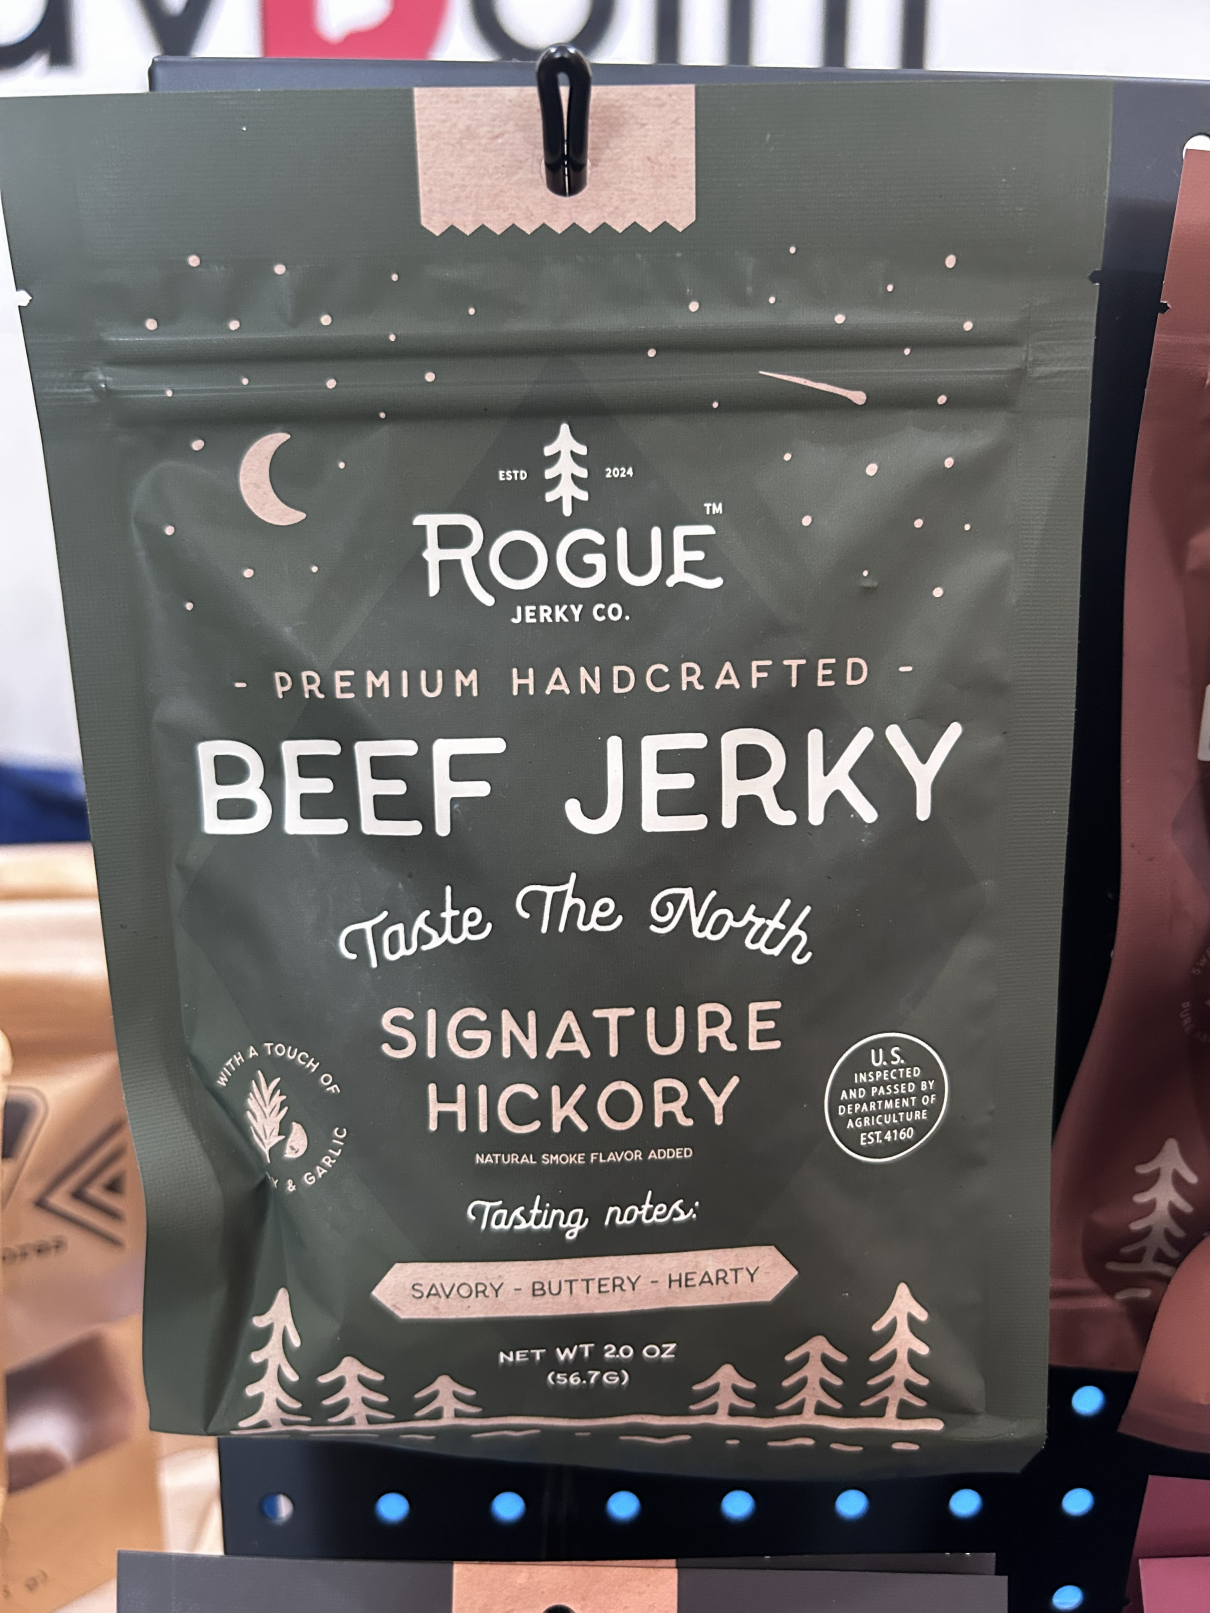 ESTD 2024
ROGUE™
JERKY CO.
- PREMIUM HANDCRAFTED -
BEEF JERKY
Taste The North
SIGNATURE
HICKORY
NATURAL SMOKE FLAVOR ADDED
WITH A TOUCH OF
& GARLIC
U.S.
INSPECTED
AND PASSED BY
DEPARTMENT OF
AGRICULTURE
EST. 4160
Tasting notes:
SAVORY - BUTTERY - HEARTY
NET WT 2.0 OZ
(56.7G)